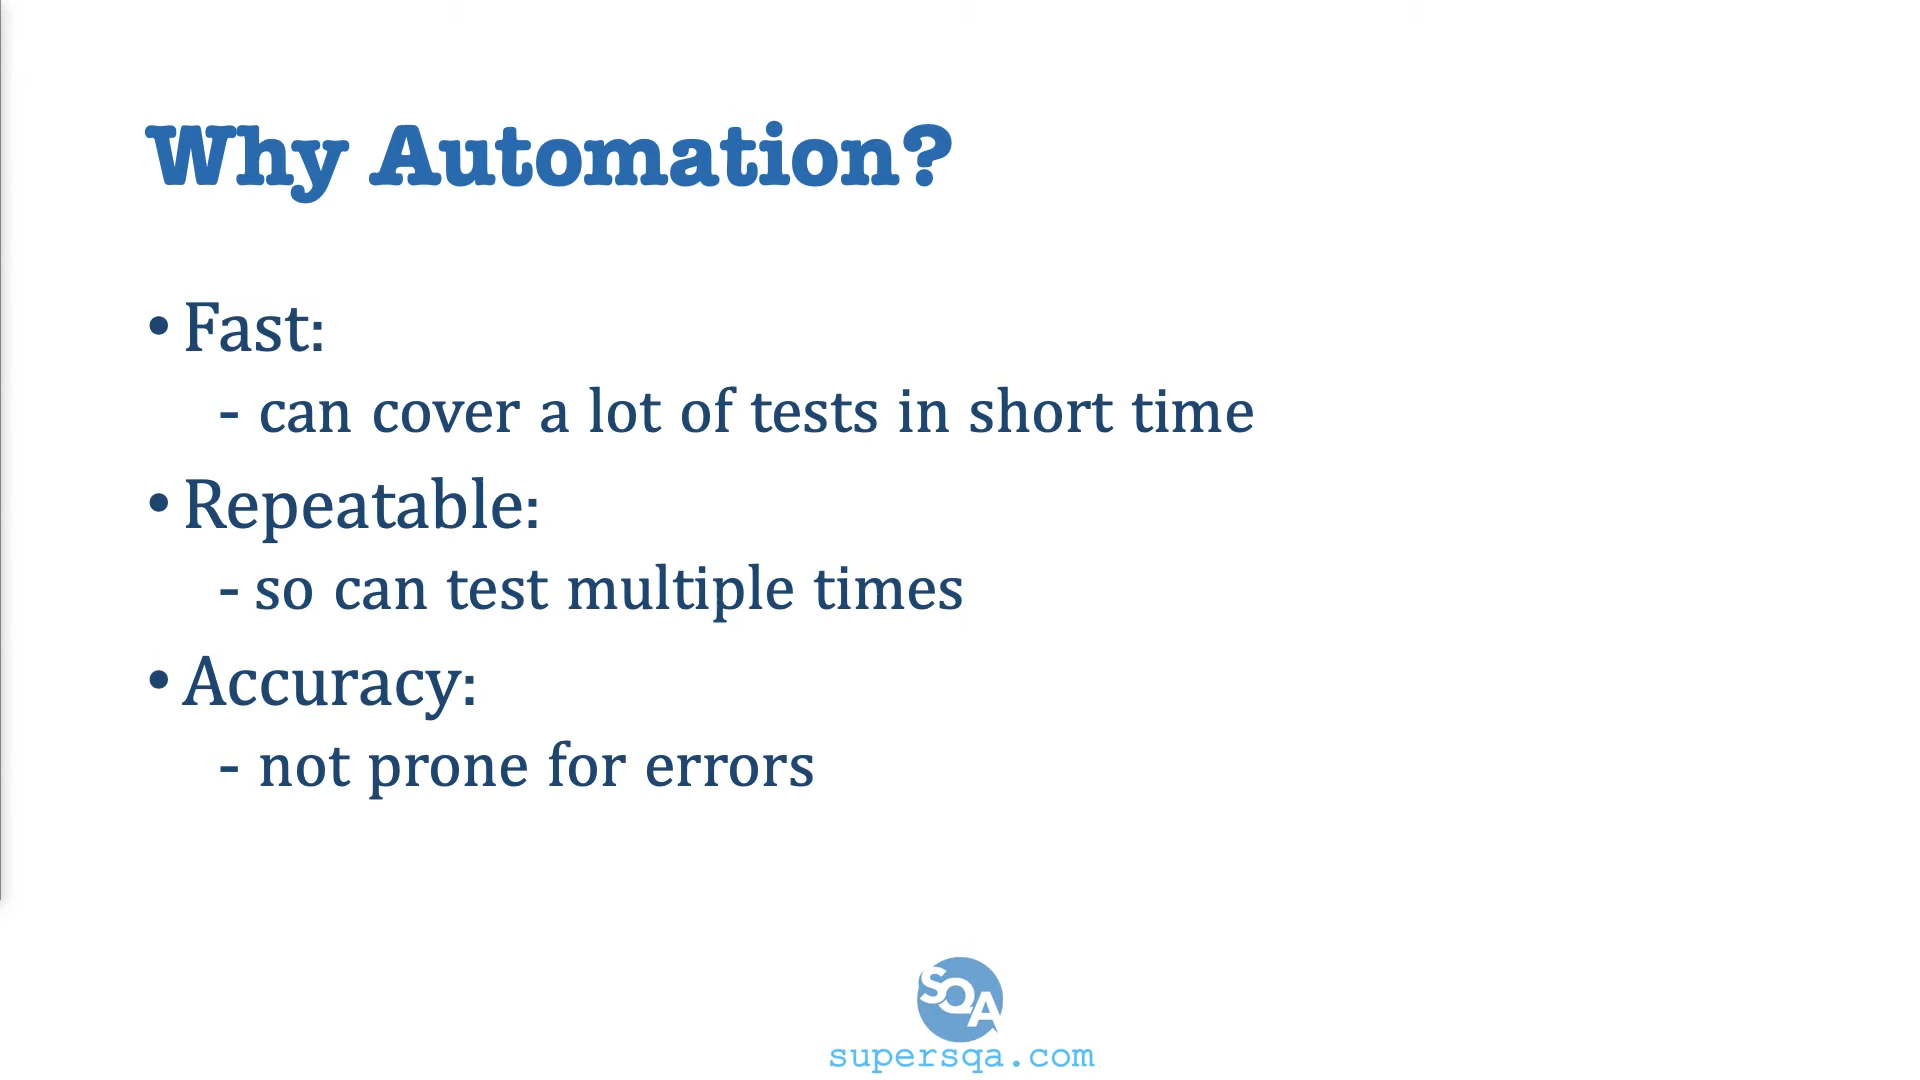 Why Automation?
• Fast:
- can cover a lot of tests in short time
• Repeatable:
- so can test multiple times
• Accuracy:
- not prone for errors
SQA
supersqa.com